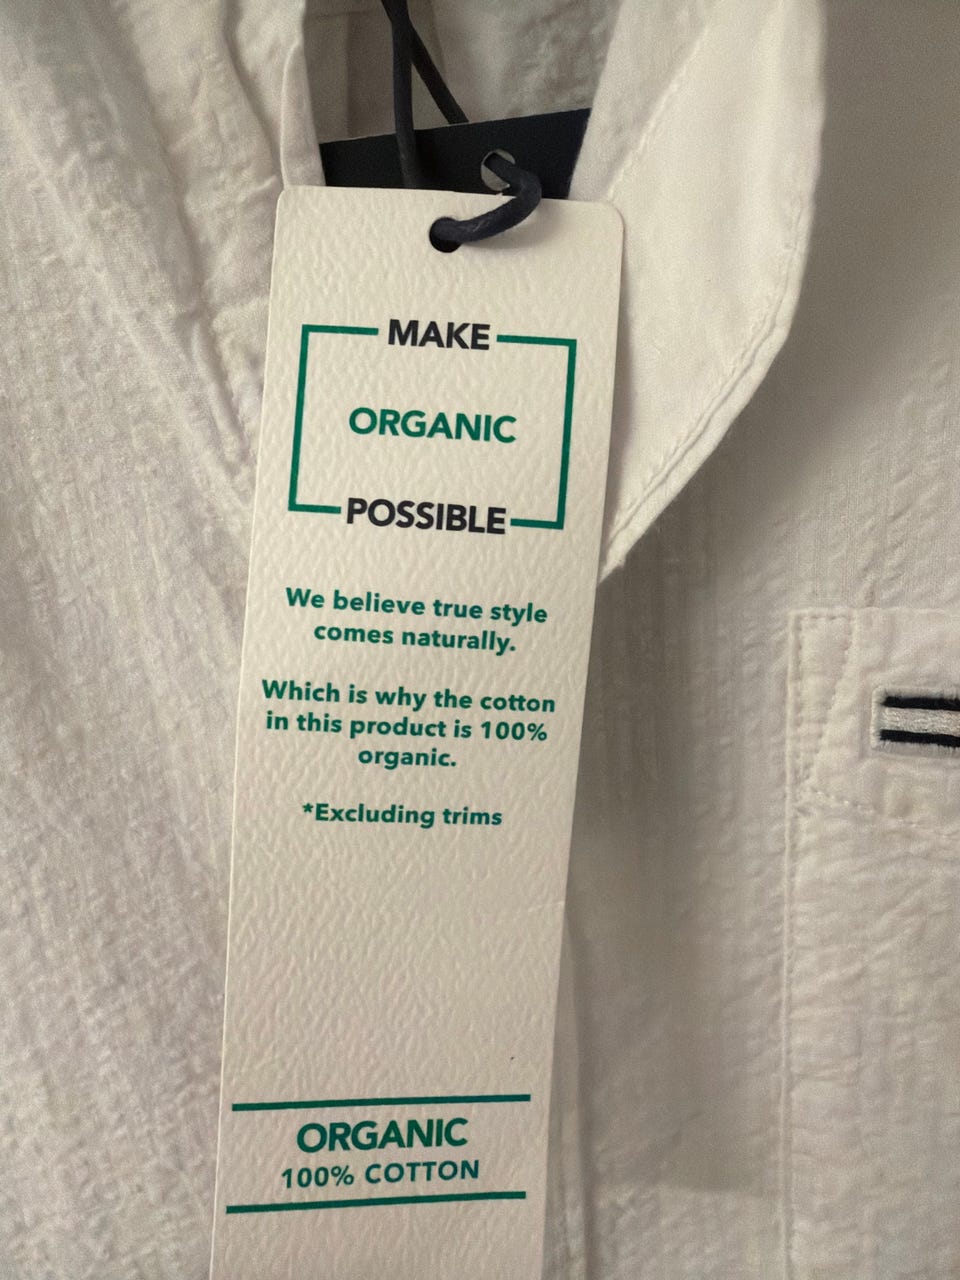 MAKE
ORGANIC
POSSIBLE
We believe true style
comes naturally.
Which is why the cotton
in this product is 100%
organic.
*Excluding trims
ORGANIC
100% COTTON